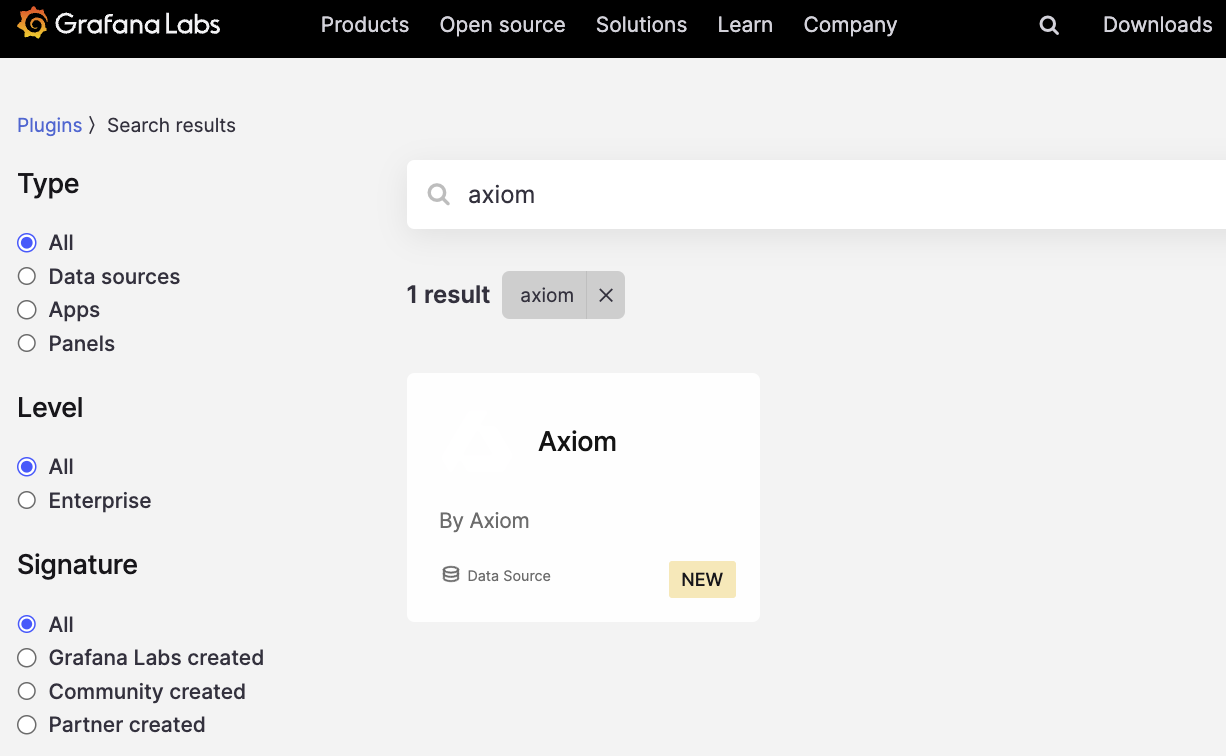 Grafana Labs
Products
Open source
Solutions
Learn
Company
Downloads
Plugins 〉 Search results
Type
All
Data sources
Apps
Panels
Level
All
Enterprise
Signature
All
Grafana Labs created
Community created
Partner created
axiom
1 result
axiom
Axiom
By Axiom
Data Source
NEW